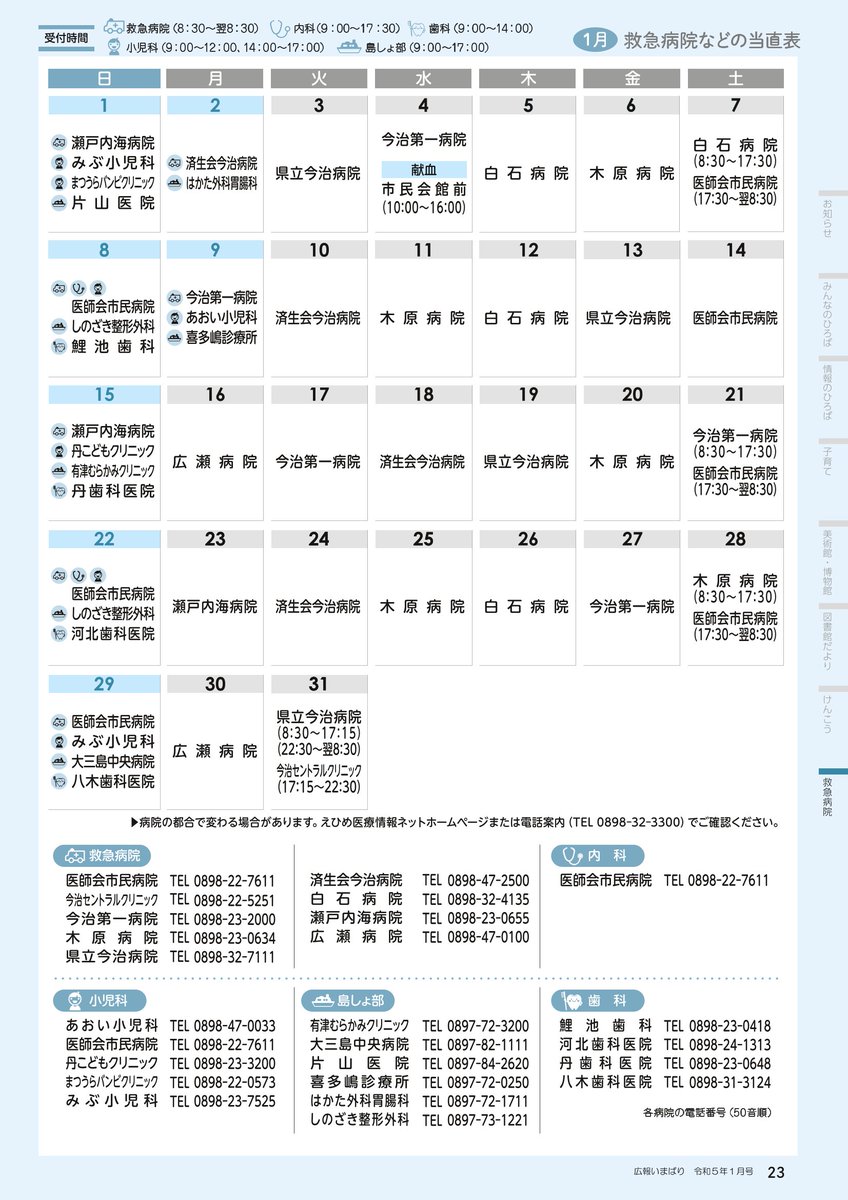 受付時間
救急病院（8：30～翌8：30） 内科（9：00～17：30） 歯科（9：00～14：00）
小児科（9：00～12：00、14：00～17：00） 島しょ部（9：00～17：00）
1月 救急病院などの当直表
日 月 火 水 木 金 土
1 2 3 4 5 6 7
瀬戸内海病院
みぶ小児科
まつうらバンビクリニック
片山医院
済生会今治病院
はかた外科胃腸科
県立今治病院
今治第一病院
献血
市民会館前
(10:00～16:00)
白石病院
木原病院
白石病院
(8:30～17:30)
医師会市民病院
(17:30～翌8:30)
8 9 10 11 12 13 14
医師会市民病院
しのざき整形外科
鯉池歯科
今治第一病院
あおい小児科
喜多嶋診療所
済生会今治病院
木原病院
白石病院
県立今治病院
医師会市民病院
15 16 17 18 19 20 21
瀬戸内海病院
丹こどもクリニック
有津むらかみクリニック
丹歯科医院
広瀬病院
今治第一病院
済生会今治病院
県立今治病院
木原病院
今治第一病院
(8:30～17:30)
医師会市民病院
(17:30～翌8:30)
22 23 24 25 26 27 28
医師会市民病院
しのざき整形外科
河北歯科医院
瀬戸内海病院
済生会今治病院
木原病院
白石病院
今治第一病院
木原病院
(8:30～17:30)
医師会市民病院
(17:30～翌8:30)
29 30 31
医師会市民病院
みぶ小児科
大三島中央病院
八木歯科医院
広瀬病院
県立今治病院
(8:30～17:15)
(22:30～翌8:30)
今治セントラルクリニック
(17:15～22:30)
▶病院の都合で変わる場合があります。えひめ医療情報ネットホームページまたは電話案内（TEL 0898-32-3300）でご確認ください。
救急病院
医師会市民病院 TEL 0898-22-7611
今治セントラルクリニック TEL 0898-22-5251
今治第一病院 TEL 0898-23-2000
木原病院 TEL 0898-23-0634
県立今治病院 TEL 0898-32-7111
済生会今治病院 TEL 0898-47-2500
白石病院 TEL 0898-32-4135
瀬戸内海病院 TEL 0898-23-0655
広瀬病院 TEL 0898-47-0100
内科
医師会市民病院 TEL 0898-22-7611
小児科
あおい小児科 TEL 0898-47-0033
医師会市民病院 TEL 0898-22-7611
丹こどもクリニック TEL 0898-23-3200
まつうらバンビクリニック TEL 0898-22-0573
みぶ小児科 TEL 0898-23-7525
島しょ部
有津むらかみクリニック TEL 0897-72-3200
大三島中央病院 TEL 0897-82-1111
片山医院 TEL 0897-84-2620
喜多嶋診療所 TEL 0897-72-0250
はかた外科胃腸科 TEL 0897-72-1711
しのざき整形外科 TEL 0897-73-1221
歯科
鯉池歯科 TEL 0898-23-0418
河北歯科医院 TEL 0898-24-1313
丹歯科医院 TEL 0898-23-0648
八木歯科医院 TEL 0898-31-3124
各病院の電話番号（50音順）
お知らせ
みんなのひろば
情報のひろば
子育て
美術館・博物館
図書館だより
けんこう
救急病院
広報いまばり 令和5年1月号 23